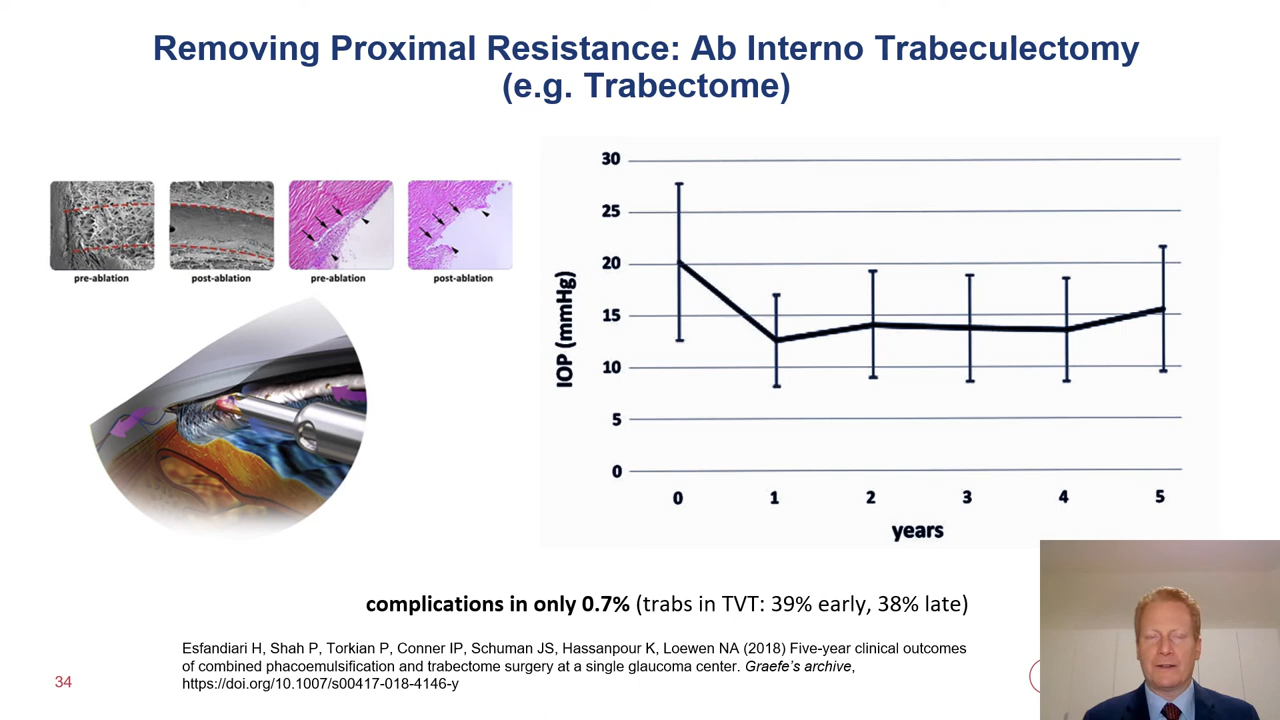 Removing Proximal Resistance: Ab Interno Trabeculectomy
(e.g. Trabectome)
pre-ablation
post-ablation
pre-ablation
post-ablation
IOP (mmHg)
30
25
20
15
10
5
0
0 1 2 3 4 5
years
complications in only 0.7% (trabs in TVT: 39% early, 38% late)
Esfandiari H, Shah P, Torkian P, Conner IP, Schuman JS, Hassanpour K, Loewen NA (2018) Five-year clinical outcomes
of combined phacoemulsification and trabectome surgery at a single glaucoma center. Graefe's archive,
https://doi.org/10.1007/s00417-018-4146-y
34